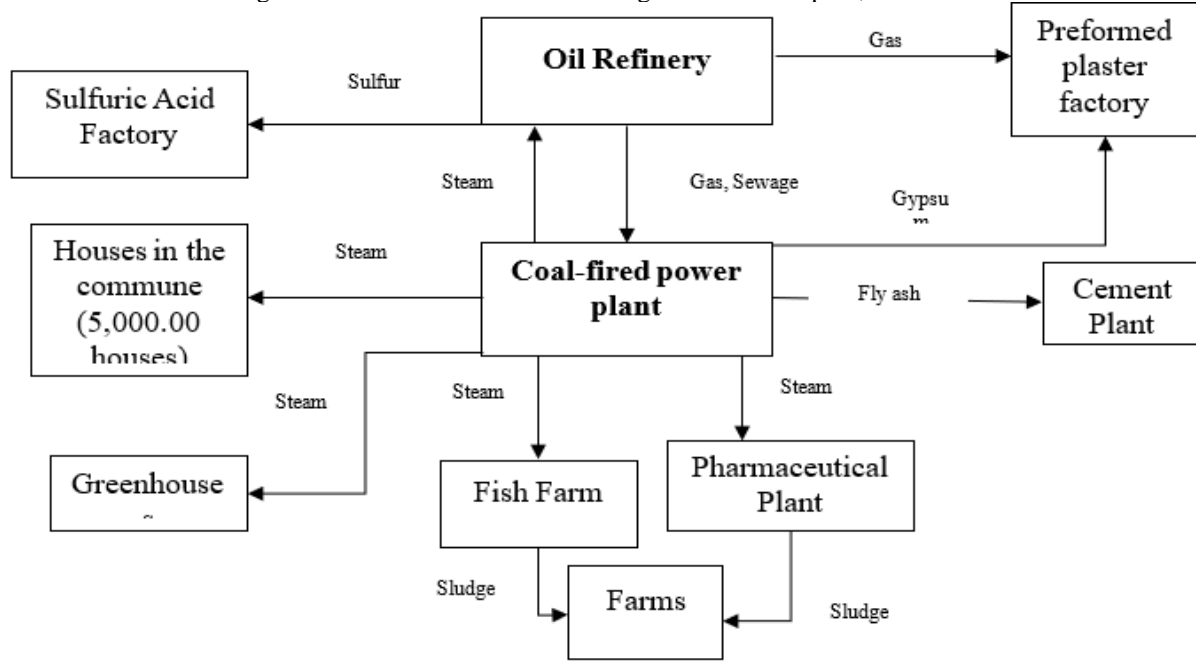 Oil Refinery
Gas
Preformed
plaster
factory
Sulfur
Sulfuric Acid
Factory
Steam
Gas, Sewage
Gypsu
m
Houses in the
commune
(5,000.00
houses)
Steam
Coal-fired power
plant
Fly ash
Cement
Plant
Steam
Steam
Steam
Greenhouse
s
Fish Farm
Pharmaceutical
Plant
Sludge
Farms
Sludge